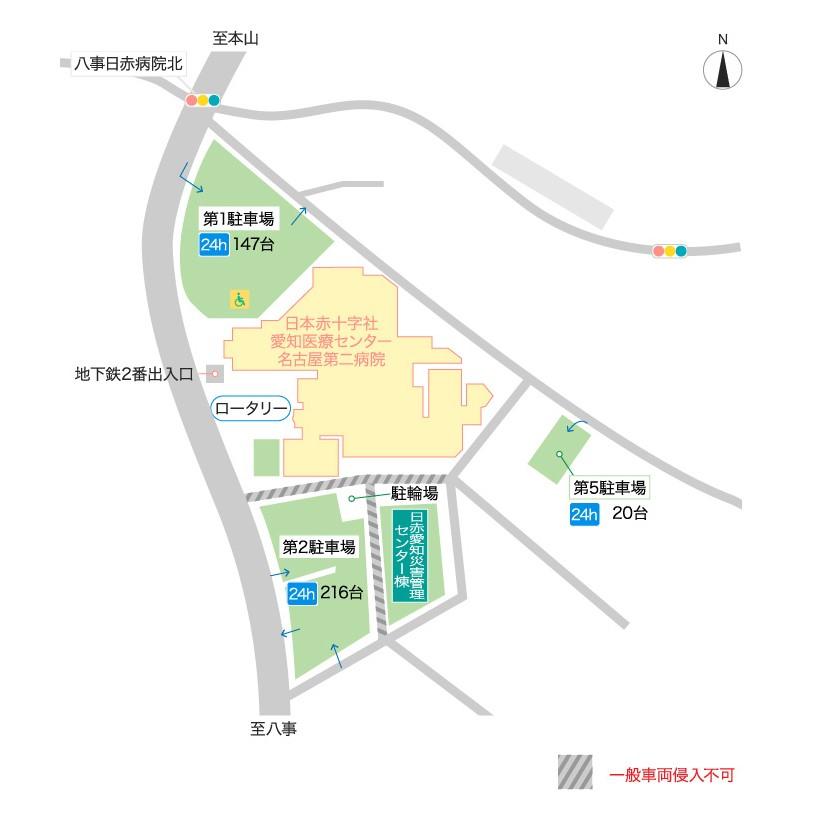 至本山
八事日赤病院北
N
第1駐車場
24h 147台
日本赤十字社
愛知医療センター
名古屋第二病院
地下鉄2番出入口
ロータリー
駐輪場
第5駐車場
24h 20台
第2駐車場
24h 216台
日赤愛知災害管理
センター棟
至八事
一般車両侵入不可